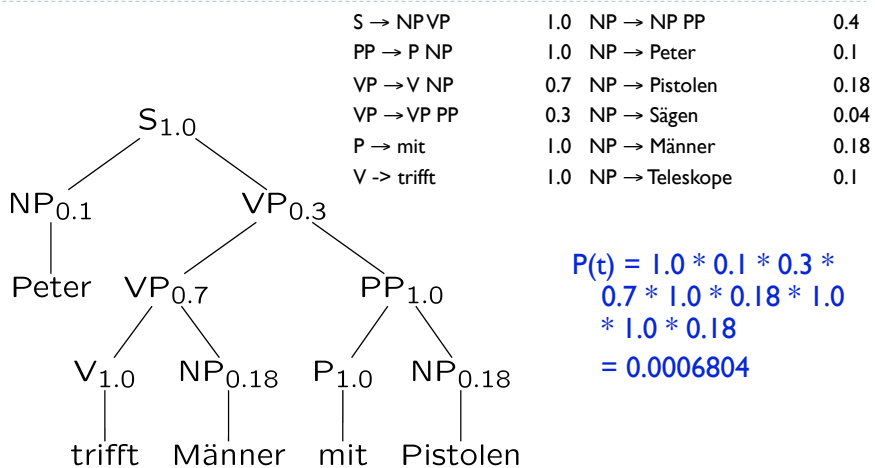 S → NP VP 1.0 NP → NP PP 0.4
PP → P NP 1.0 NP → Peter 0.1
VP → V NP 0.7 NP → Pistolen 0.18
VP → VP PP 0.3 NP → Sägen 0.04
P → mit 1.0 NP → Männer 0.18
V -> trifft 1.0 NP → Teleskope 0.1
S1.0
NP0.1 VP0.3
Peter VP0.7 PP1.0
V1.0 NP0.18 P1.0 NP0.18
trifft Männer mit Pistolen
P(t) = 1.0 * 0.1 * 0.3 *
0.7 * 1.0 * 0.18 * 1.0
* 1.0 * 0.18
= 0.0006804